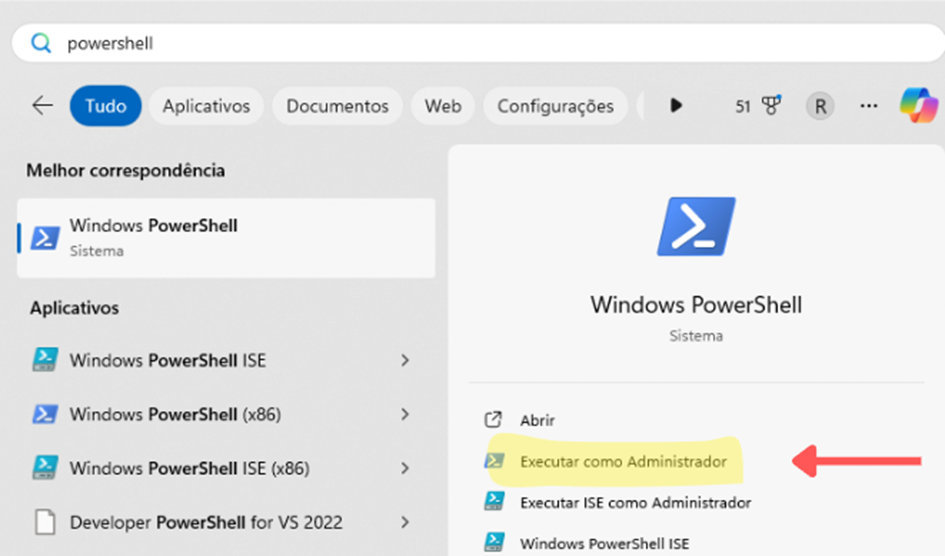 powershell
Tudo
Aplicativos
Documentos
Web
Configurações
51
R
Melhor correspondência
Windows PowerShell
Sistema
Aplicativos
Windows PowerShell ISE
Windows PowerShell (x86)
Windows PowerShell ISE (x86)
Developer PowerShell for VS 2022
Windows PowerShell
Sistema
Abrir
Executar como Administrador
Executar ISE como Administrador
Windows PowerShell ISE